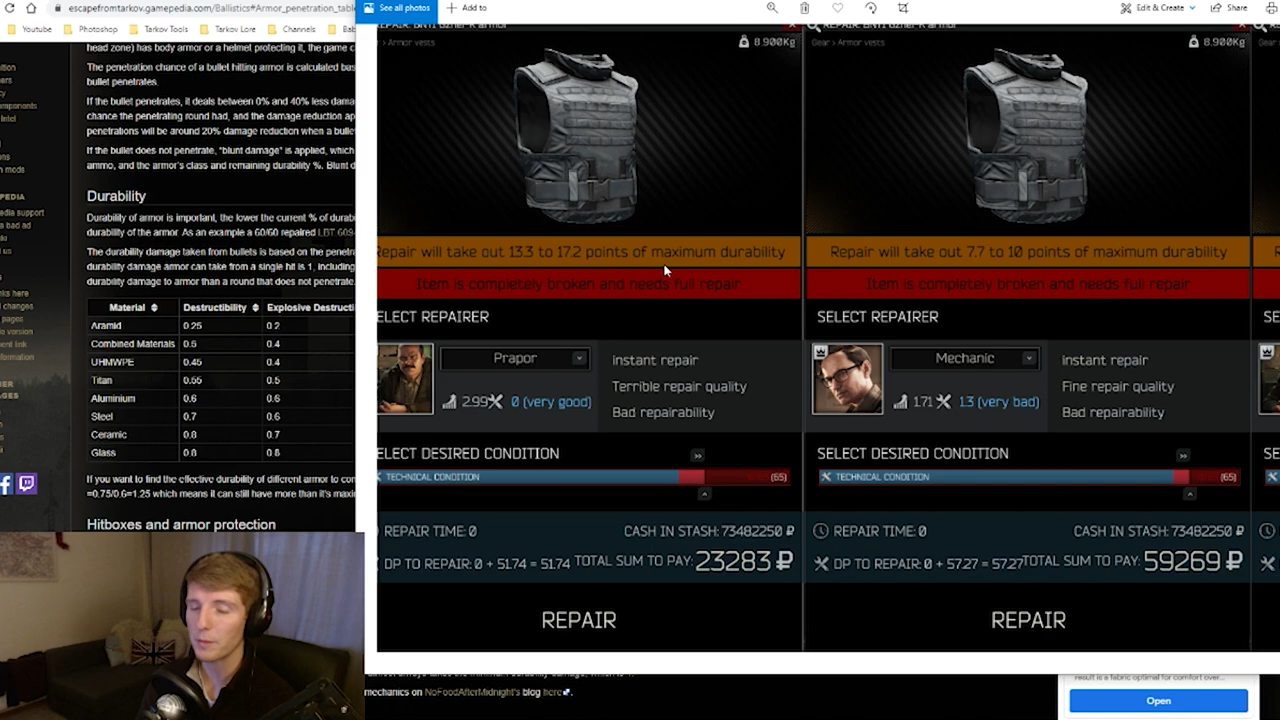 escapefromtarkov.gamepedia.com/Ballistics#Armor_penetration_table
See all photos
Add to
Edit & Create
Share
Youtube
Photoshop
Tarkov Tools
Tarkov Lore
Channels
head zone) has body armor or a helmet protecting it, the game
The penetration chance of a bullet hitting armor is calculated
bullet penetrates.
If the bullet penetrates, it deals between 0% and 40% less
chance the penetrating round had, and the damage reduction
penetrations will be around 20% damage reduction when a
If the bullet does not penetrate, "blunt damage" is applied,
ammo, and the armor's class and remaining durability %. Blunt
Durability
Durability of armor is important, the lower the current % of
durability of the armor. As an example a 60/60 repaired LBT
The durability damage taken from bullets is based on the
durability damage armor can take from a single hit is 1, including
durability damage to armor than a round that does not
Material Destructibility Explosive
Aramid 0.25 0.2
Combined Materials 0.5 0.4
UHMWPE 0.45 0.4
Titan 0.55 0.5
Aluminium 0.6 0.6
Steel 0.7 0.6
Ceramic 0.8 0.7
Glass 0.8 0.8
If you want to find the effective durability of different armor to
=0.75/0.6=1.25 which means it can still have more than it's
Hitboxes and armor protection
Gear > Armor vests
8.900Kg
Repair will take out 13.3 to 17.2 points of maximum durability
Item is completely broken and needs full repair
SELECT REPAIRER
Prapor
2.99 0 (very good)
instant repair
Terrible repair quality
Bad repairability
SELECT DESIRED CONDITION
TECHNICAL CONDITION (65)
REPAIR TIME: 0 CASH IN STASH: 73482250 ₽
DP TO REPAIR: 0 + 51.74 = 51.74 TOTAL SUM TO PAY: 23283 ₽
REPAIR
Gear > Armor vests
8.900Kg
Repair will take out 7.7 to 10 points of maximum durability
Item is completely broken and needs full repair
SELECT REPAIRER
Mechanic
1.71 1.3 (very bad)
instant repair
Fine repair quality
Bad repairability
SELECT DESIRED CONDITION
TECHNICAL CONDITION (65)
REPAIR TIME: 0 CASH IN STASH: 73482250 ₽
DP TO REPAIR: 0 + 57.27 = 57.27 TOTAL SUM TO PAY: 59269 ₽
REPAIR
mechanics on NoFoodAfterMidnight's blog here
result is a fabric optimal for comfort over...
Open